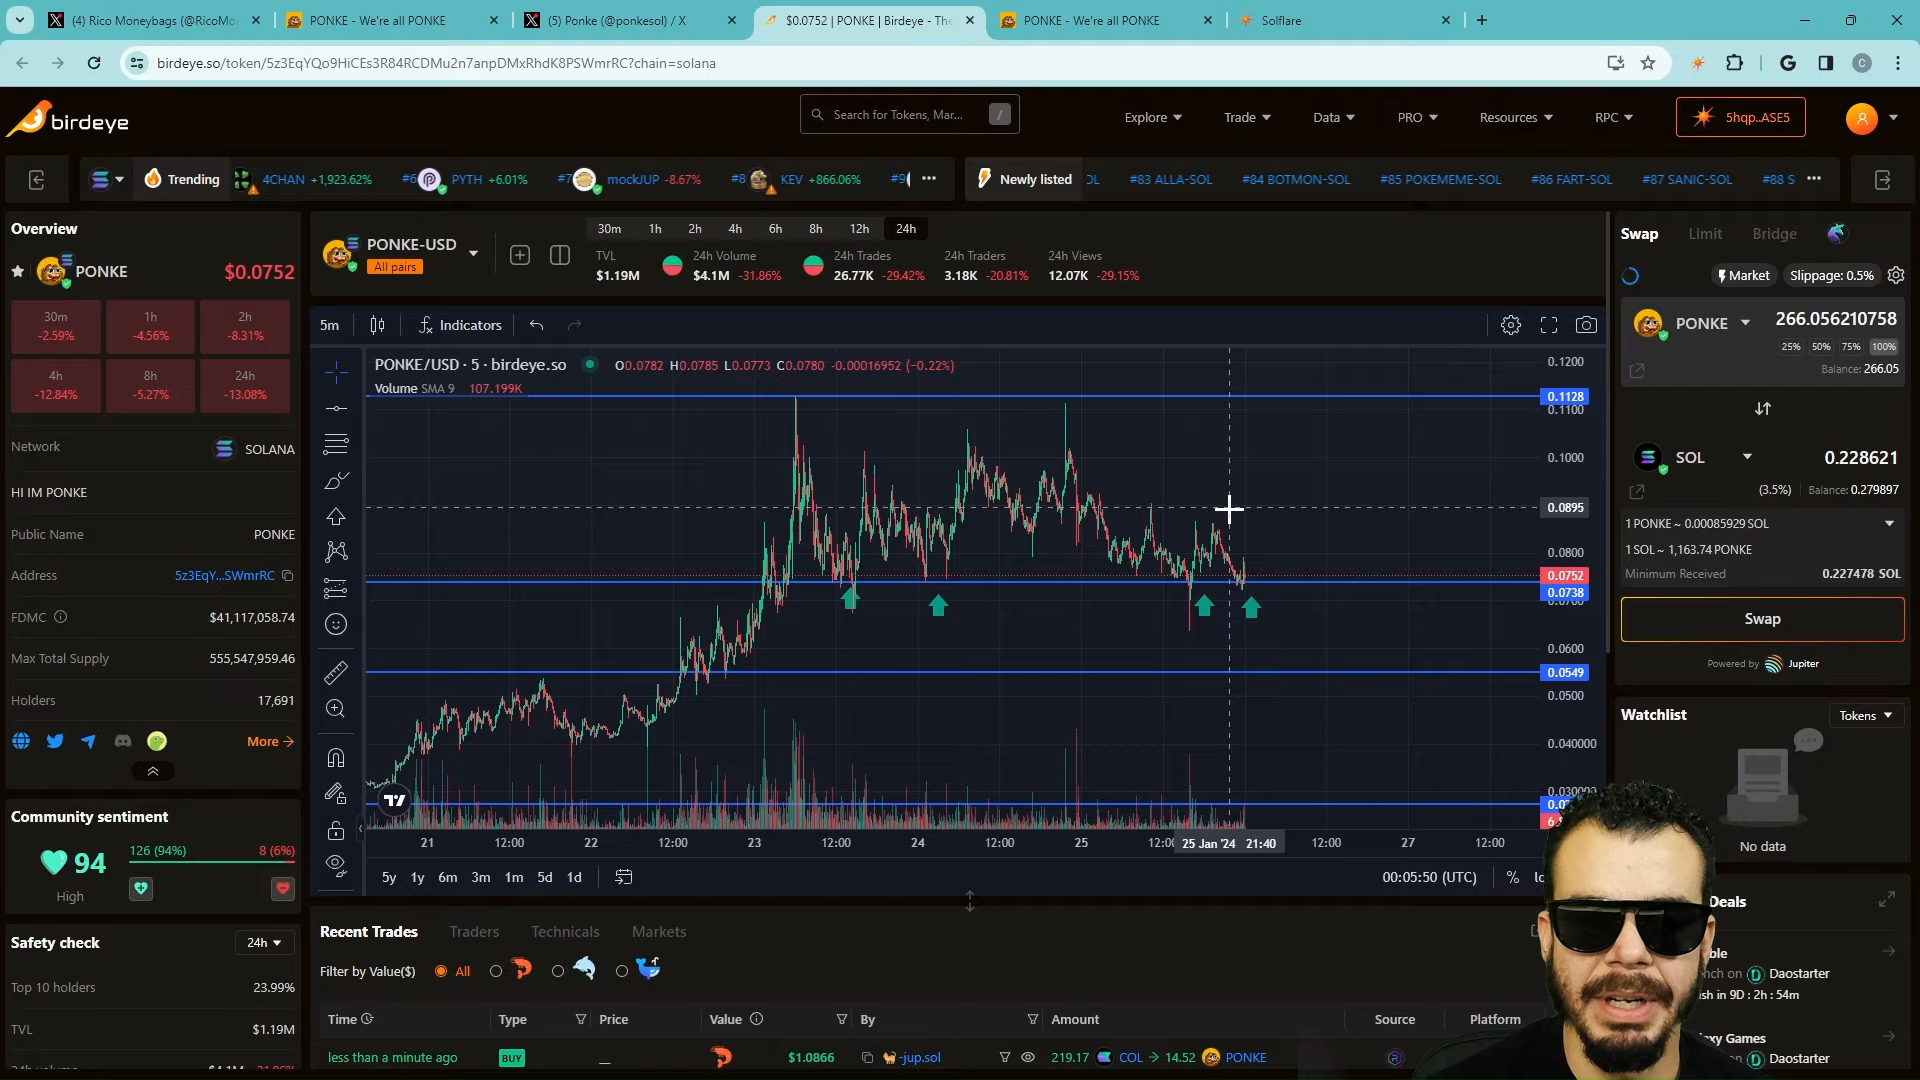 (4) Rico Moneybags (@RicoMo
PONKE - We're all PONKE
(5) Ponke (@ponkesol) / X
$0.0752 | PONKE | Birdeye - The
PONKE - We're all PONKE
Solflare
birdeye.so/token/5z3EqYQo9HiCEs3R84RCDMu2n7anpDMxRhdK8PSWmrRC?chain=solana
birdeye
Search for Tokens, Mar... /
Explore
Trade
Data
PRO
Resources
RPC
5hqp..ASE5
Trending
4CHAN +1,923.62%
#6 PYTH +6.01%
#7 mockJUP -8.67%
#8 KEV +866.06%
#9
Newly listed
OL
#83 ALLA-SOL
#84 BOTMON-SOL
#85 POKEMEME-SOL
#86 FART-SOL
#87 SANIC-SOL
#88 S
Overview
PONKE $0.0752
30m
-2.59%
1h
-4.56%
2h
-8.31%
4h
-12.84%
8h
-5.27%
24h
-13.08%
Network SOLANA
HI IM PONKE
Public Name PONKE
Address 5z3EqY...SWmrRC
FDMC $41,117,058.74
Max Total Supply 555,547,959.46
Holders 17,691
More
Community sentiment
94
High
126 (94%) 8 (6%)
Safety check 24h
Top 10 holders 23.99%
TVL $1.19M
PONKE-USD
All pairs
30m 1h 2h 4h 6h 8h 12h 24h
TVL
$1.19M
24h Volume
$4.1M -31.86%
24h Trades
26.77K -29.42%
24h Traders
3.18K -20.81%
24h Views
12.07K -29.15%
5m
Indicators
PONKE/USD · 5 · birdeye.so O0.0782 H0.0785 L0.0773 C0.0780 -0.00016952 (-0.22%)
Volume SMA 9 107.199K
0.1200
0.1128
0.1100
0.1000
0.0895
0.0800
0.0752
0.0738
0.0700
0.0600
0.0549
0.0500
0.040000
21 12:00 22 12:00 23 12:00 24 12:00 25 12:00 25 Jan '24 21:40 12:00 27 12:00
5y 1y 6m 3m 1m 5d 1d
00:05:50 (UTC) %
Recent Trades Traders Technicals Markets
Filter by Value($) All
Time Type Price Value By Amount Source Platform
less than a minute ago BUY — $1.0866 -jup.sol 219.17 COL → 14.52 PONKE
Swap Limit Bridge
Market Slippage: 0.5%
PONKE 266.056210758
25% 50% 75% 100%
Balance: 266.05
SOL 0.228621
(3.5%) Balance: 0.279897
1 PONKE ~ 0.00085929 SOL
1 SOL ~ 1,163.74 PONKE
Minimum Received 0.227478 SOL
Swap
Powered by Jupiter
Watchlist Tokens
No data
Deals
Daostarter
9D : 2h : 54m
Games
Daostarter